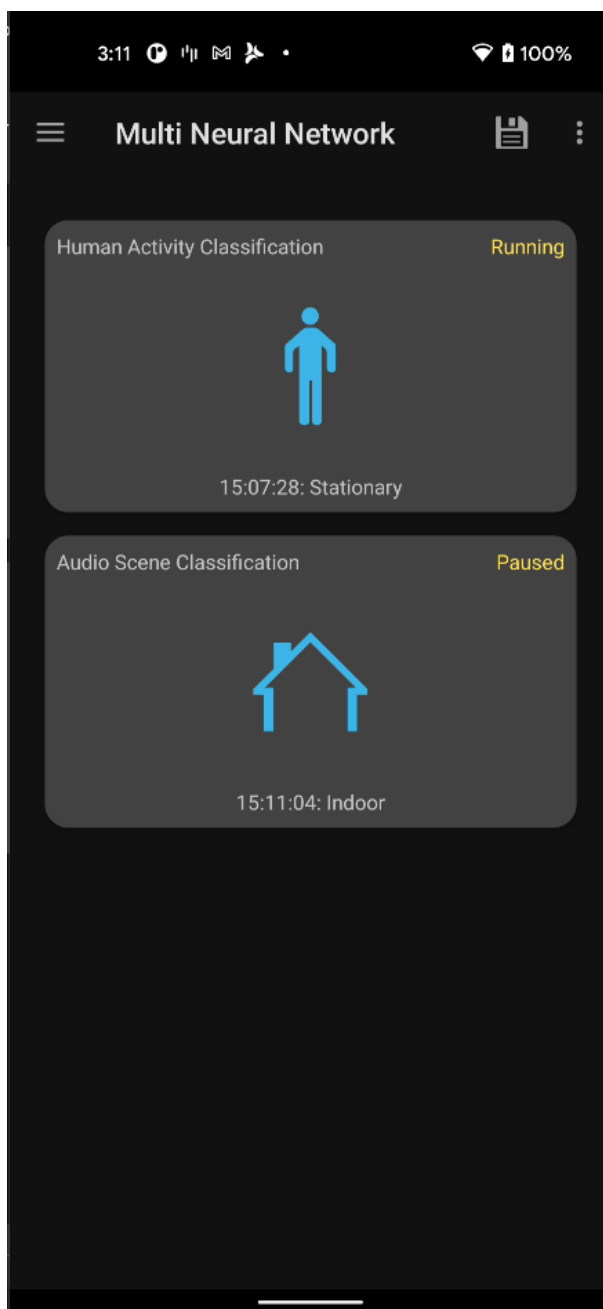 3:11 100%
Multi Neural Network
Human Activity Classification Running
15:07:28: Stationary
Audio Scene Classification Paused
15:11:04: Indoor